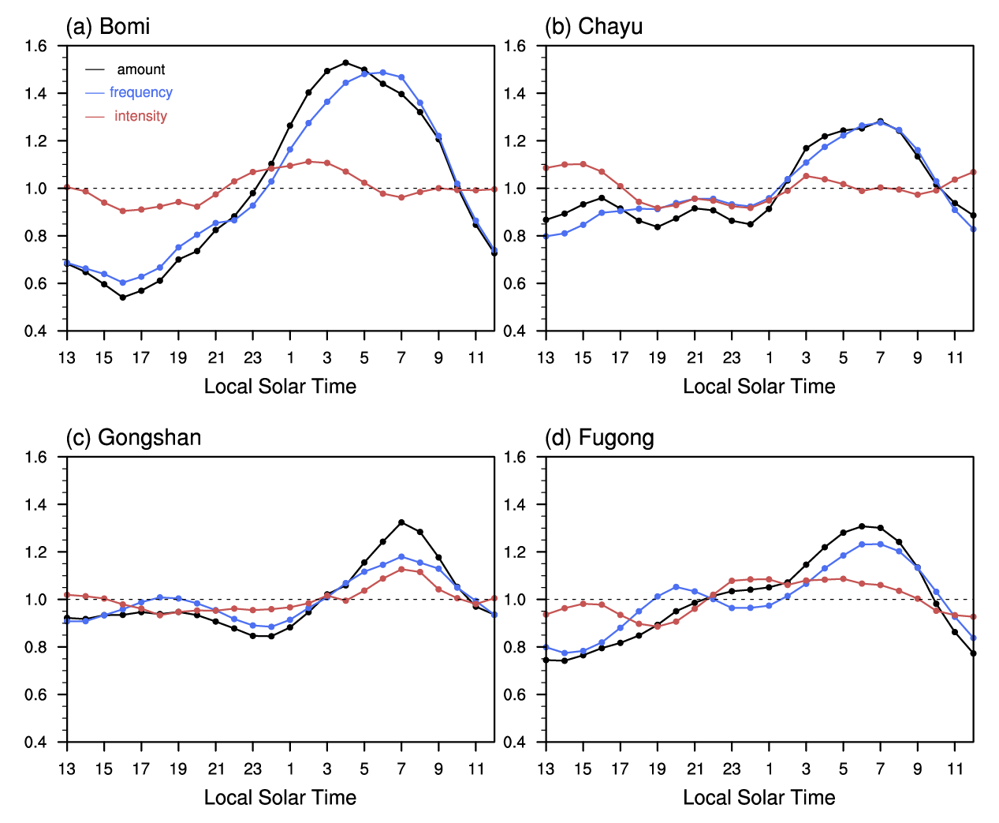 (a) Bomi
1.6
1.4
1.2
1.0
0.8
0.6
0.4
amount
frequency
intensity
13 15 17 19 21 23 1 3 5 7 9 11
Local Solar Time
(b) Chayu
1.6
1.4
1.2
1.0
0.8
0.6
0.4
13 15 17 19 21 23 1 3 5 7 9 11
Local Solar Time
(c) Gongshan
1.6
1.4
1.2
1.0
0.8
0.6
0.4
13 15 17 19 21 23 1 3 5 7 9 11
Local Solar Time
(d) Fugong
1.6
1.4
1.2
1.0
0.8
0.6
0.4
13 15 17 19 21 23 1 3 5 7 9 11
Local Solar Time